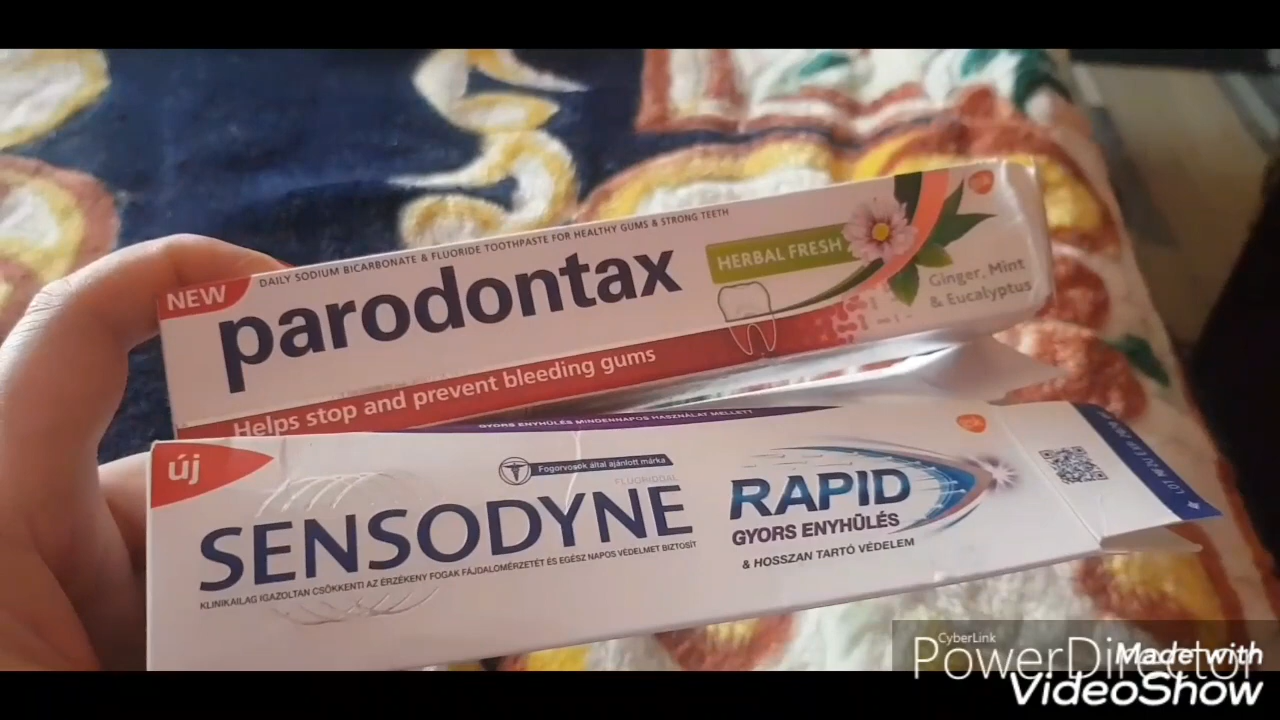 NEW
DAILY SODIUM BICARBONATE & FLUORIDE TOOTHPASTE FOR HEALTHY GUMS & STRONG TEETH
parodontax
HERBAL FRESH
Ginger, Mint
& Eucalyptus
Helps stop and prevent bleeding gums
GYORS ENYHÜLÉS MINDENNAPOS HASZNÁLAT MELLETT
új
Fogorvosok által ajánlott márka
FLUORIDDAL
SENSODYNE
RAPID
GYORS ENYHÜLÉS
& HOSSZAN TARTÓ VÉDELEM
KLINIKAILAG IGAZOLTAN CSÖKKENTI AZ ÉRZÉKENY FOGAK FÁJDALOMÉRZETÉT ÉS EGÉSZ NAPOS VÉDELMET BIZTOSÍT
CyberLink
PowerDirector
Made with
VideoShow